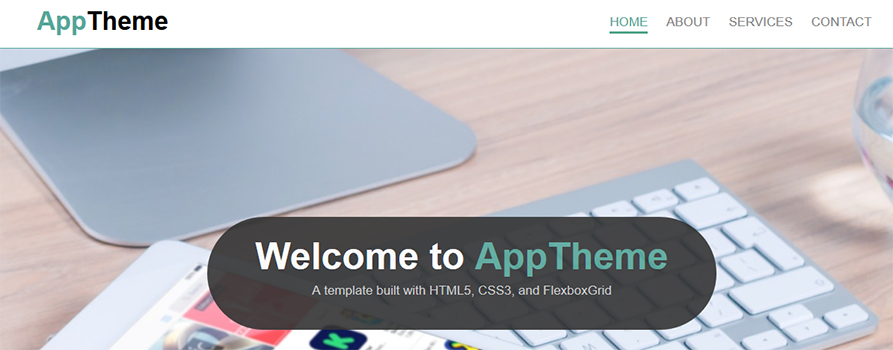 AppTheme
HOME ABOUT SERVICES CONTACT
Welcome to AppTheme
A template built with HTML5, CSS3, and FlexboxGrid
K